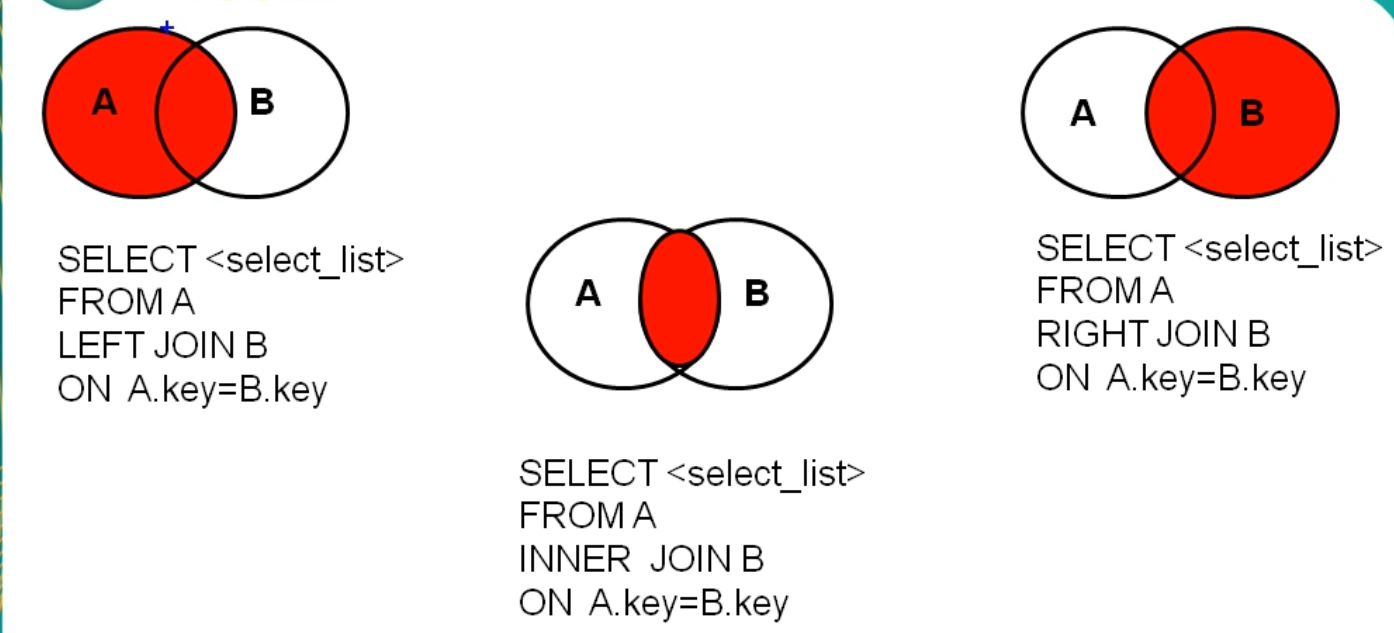 A B
SELECT <select_list>
FROM A
LEFT JOIN B
ON A.key=B.key
A B
SELECT <select_list>
FROM A
INNER JOIN B
ON A.key=B.key
A B
SELECT <select_list>
FROM A
RIGHT JOIN B
ON A.key=B.key